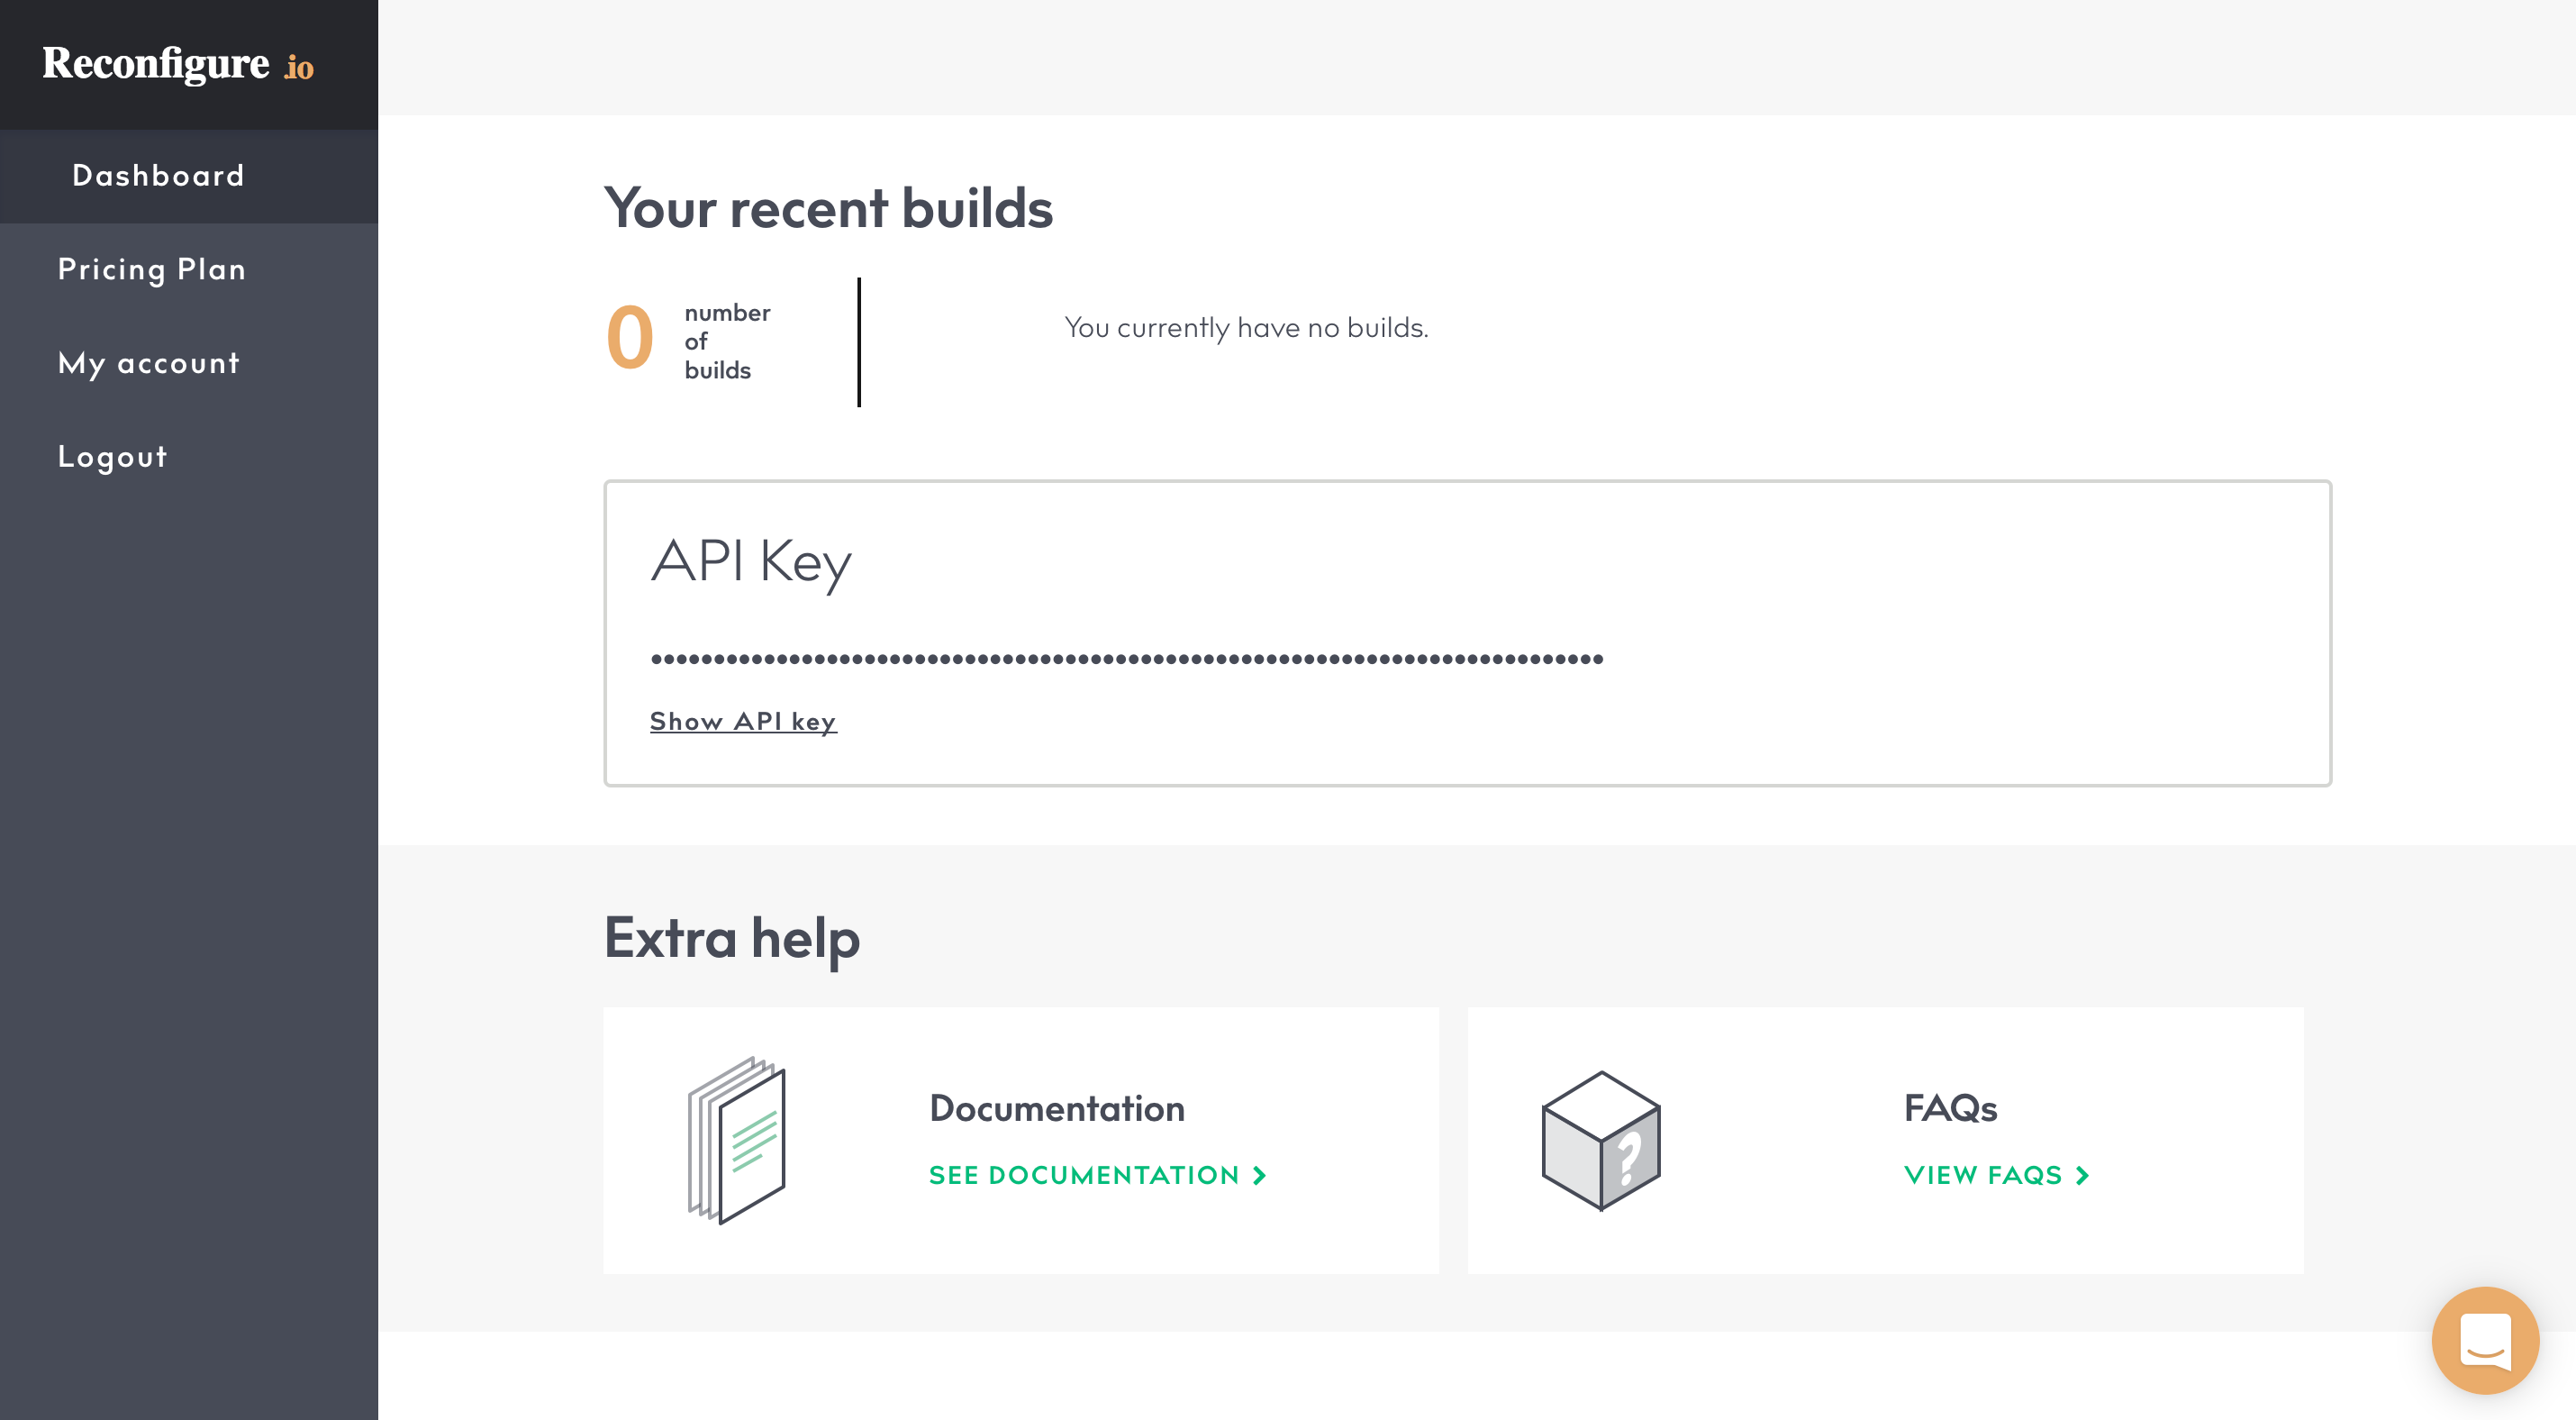 Reconfigure .io
Dashboard
Pricing Plan
My account
Logout
Your recent builds
0
number
of
builds
You currently have no builds.
API Key
••••••••••••••••••••••••••••••••••••••••••••••••••••••••••••••••••••••••••••
Show API key
Extra help
Documentation
SEE DOCUMENTATION
?
FAQs
VIEW FAQS